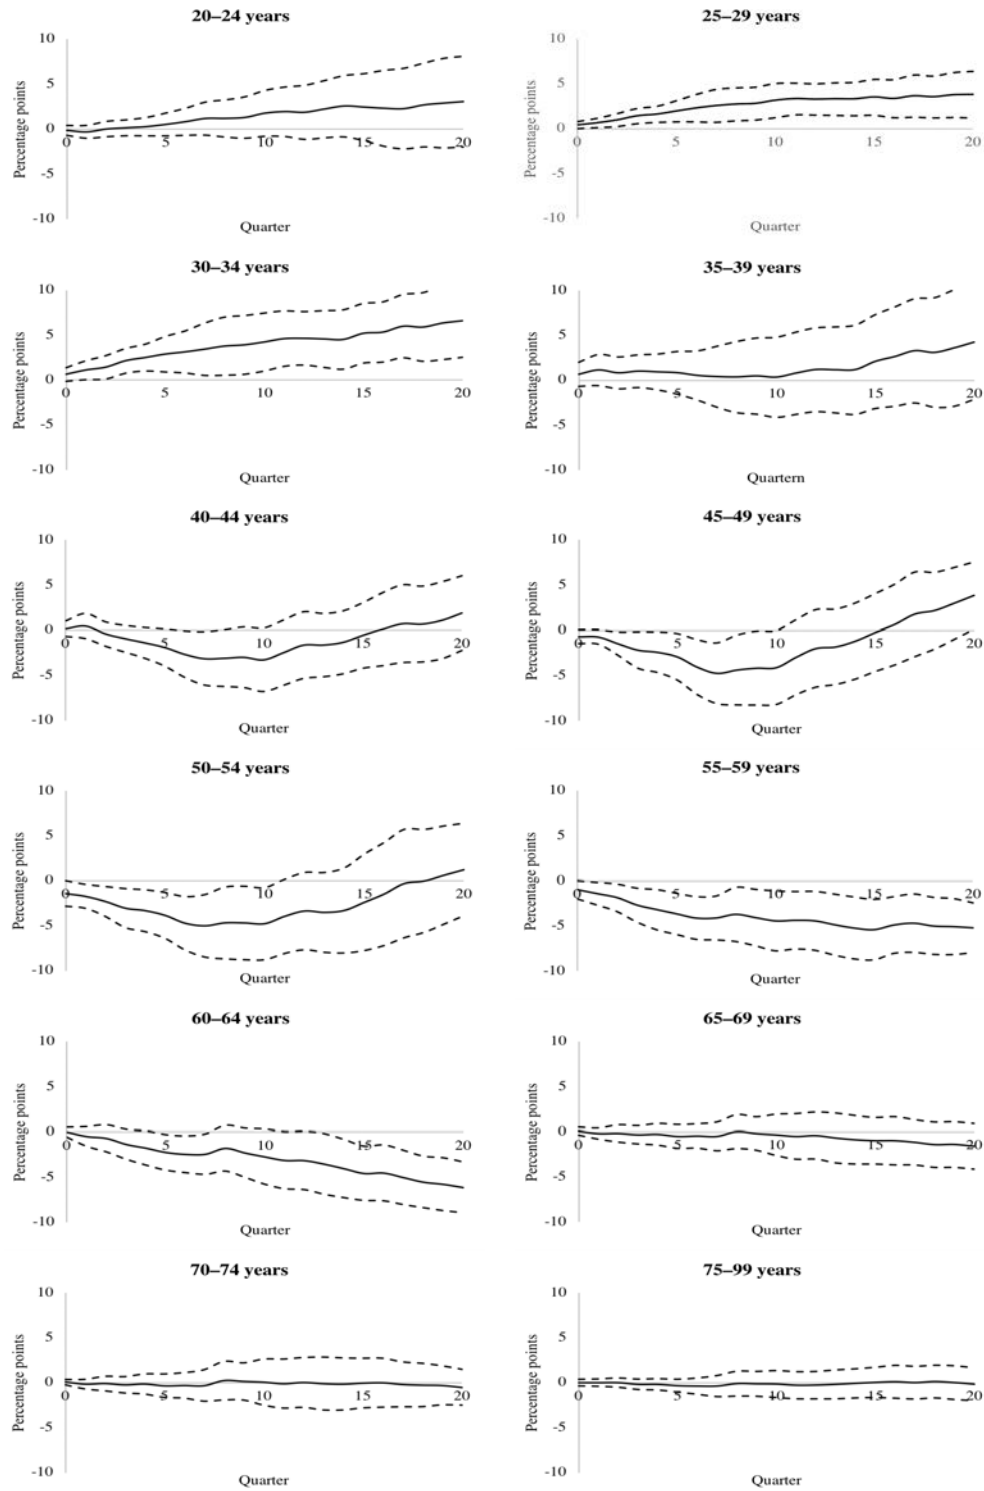 20–24 years
10
5
0
-5
-10
Percentage points
0 5 10 15 20
Quarter
25–29 years
10
5
0
-5
-10
Percentage points
0 5 10 15 20
Quarter
30–34 years
10
5
0
-5
-10
Percentage points
0 5 10 15 20
Quarter
35–39 years
10
5
0
-5
-10
Percentage points
0 5 10 15 20
Quartern
40–44 years
10
5
0
-5
-10
Percentage points
0 5 10 15 20
Quarter
45–49 years
10
5
0
-5
-10
Percentage points
0 5 10 15 20
Quarter
50–54 years
10
5
0
-5
-10
Percentage points
0 5 10 15 20
Quarter
55–59 years
10
5
0
-5
-10
Percentage points
0 5 10 15 20
Quarter
60–64 years
10
5
0
-5
-10
Percentage points
0 5 10 15 20
Quarter
65–69 years
10
5
0
-5
-10
Percentage points
0 5 10 15 20
Quarter
70–74 years
10
5
0
-5
-10
Percentage points
0 5 10 15 20
Quarter
75–99 years
10
5
0
-5
-10
Percentage points
0 5 10 15 20
Quarter